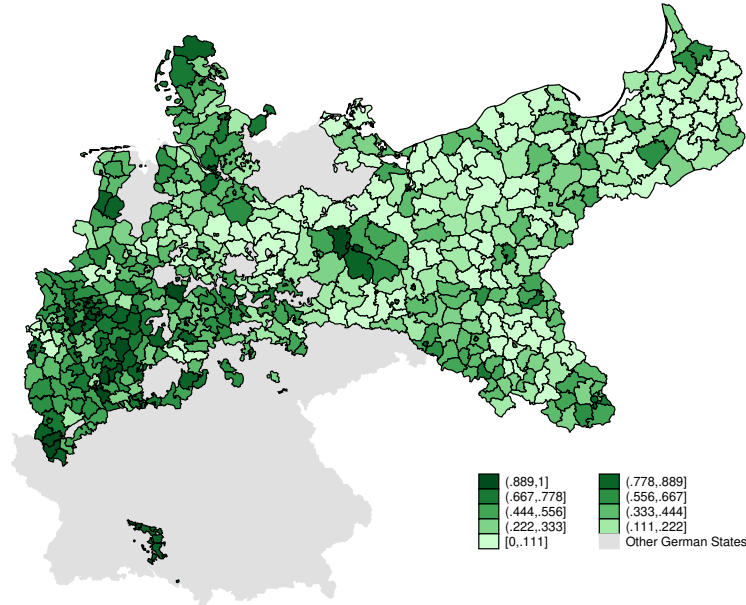 (.889,1] (.778,.889]
(.667,.778] (.556,.667]
(.444,.556] (.333,.444]
(.222,.333] (.111,.222]
[0,.111] Other German States